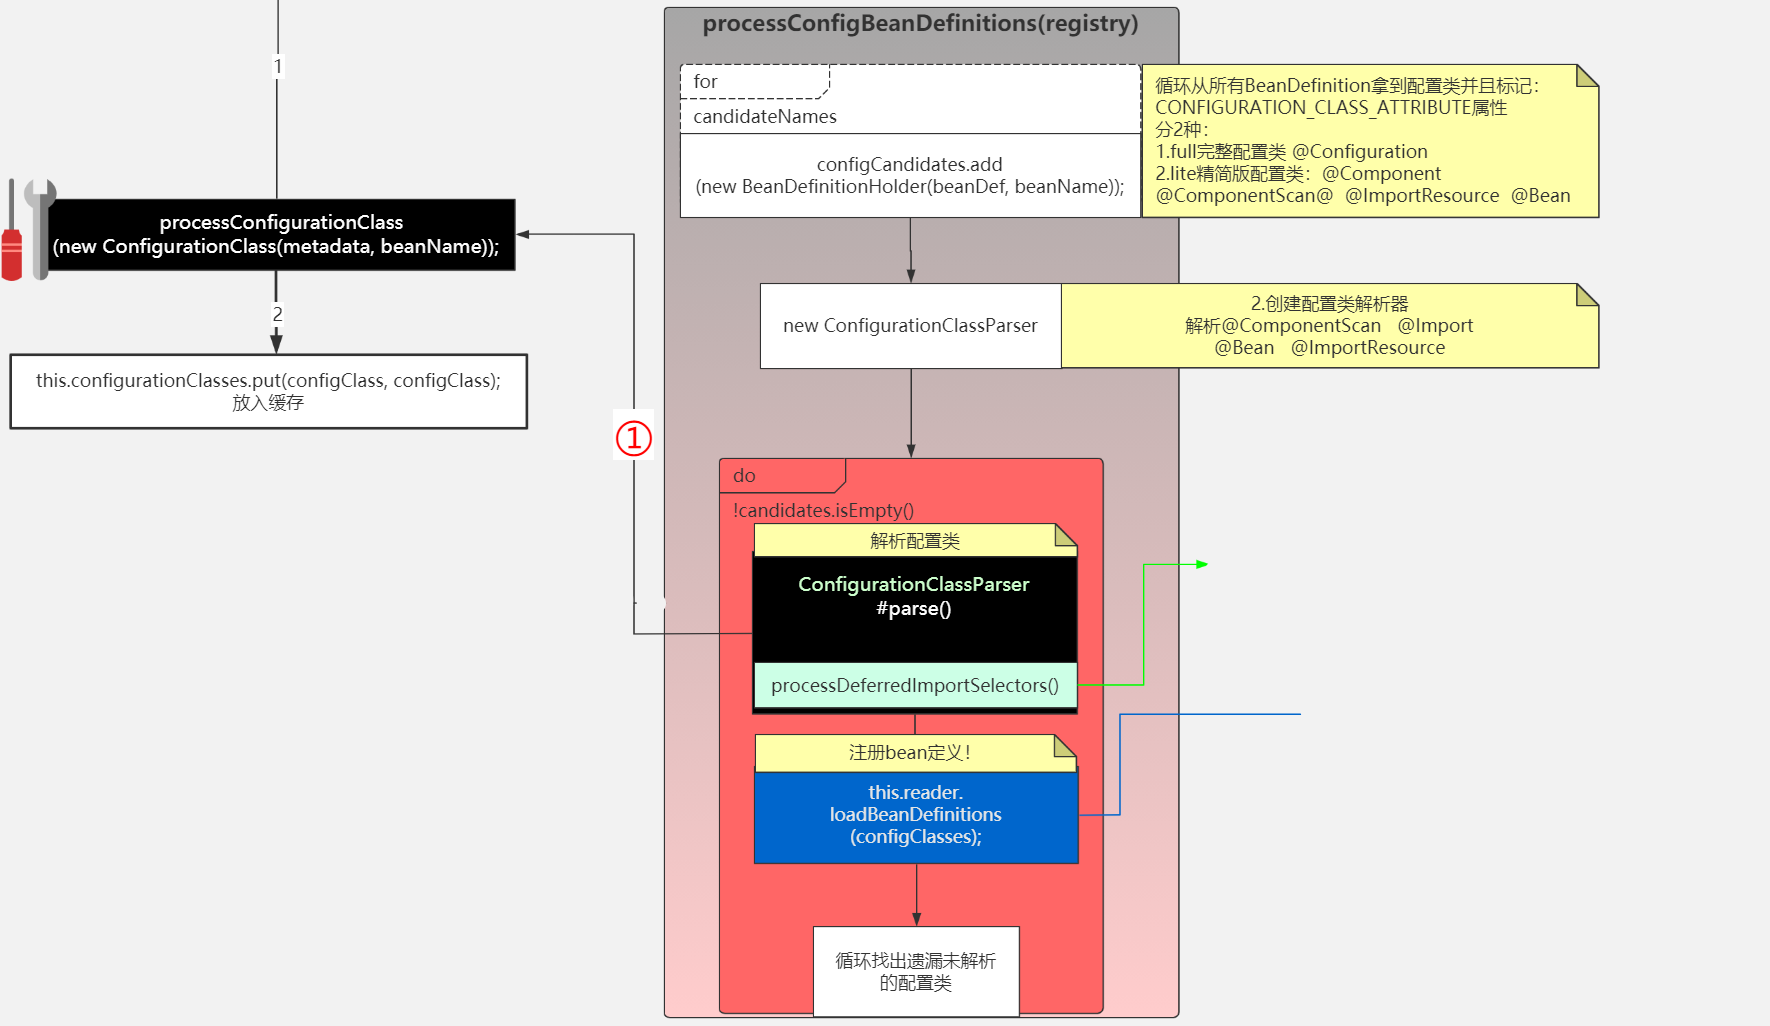 processConfigBeanDefinitions(registry)
for
candidateNames
configCandidates.add
(new BeanDefinitionHolder(beanDef, beanName));
循环从所有BeanDefinition拿到配置类并且标记：
CONFIGURATION_CLASS_ATTRIBUTE属性
分2种：
1.full完整配置类 @Configuration
2.lite精简版配置类：@Component
@ComponentScan@ @ImportResource @Bean
1
processConfigurationClass
(new ConfigurationClass(metadata, beanName));
2
this.configurationClasses.put(configClass, configClass);
放入缓存
new ConfigurationClassParser
2.创建配置类解析器
解析@ComponentScan @Import
@Bean @ImportResource
①
do
!candidates.isEmpty()
解析配置类
ConfigurationClassParser
#parse()
processDeferredImportSelectors()
注册bean定义！
this.reader.
loadBeanDefinitions
(configClasses);
循环找出遗漏未解析
的配置类